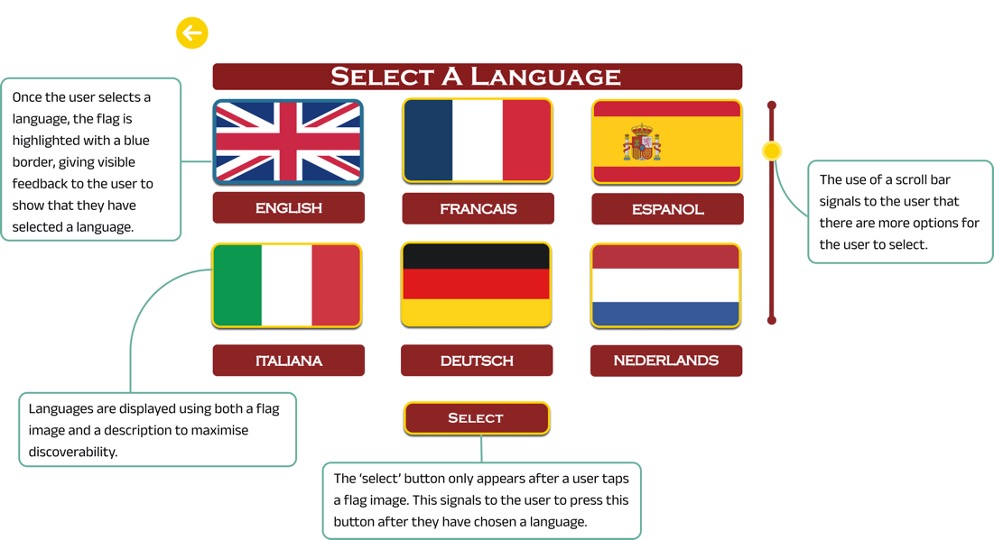 SELECT A LANGUAGE
Once the user selects a
language, the flag is
highlighted with a blue
border, giving visible
feedback to the user to
show that they have
selected a language.
ENGLISH
FRANCAIS
ESPANOL
The use of a scroll bar
signals to the user that
there are more options for
the user to select.
ITALIANA
DEUTSCH
NEDERLANDS
Languages are displayed using both a flag
image and a description to maximise
discoverability.
SELECT
The ‘select’ button only appears after a user taps
a flag image. This signals to the user to press this
button after they have chosen a language.